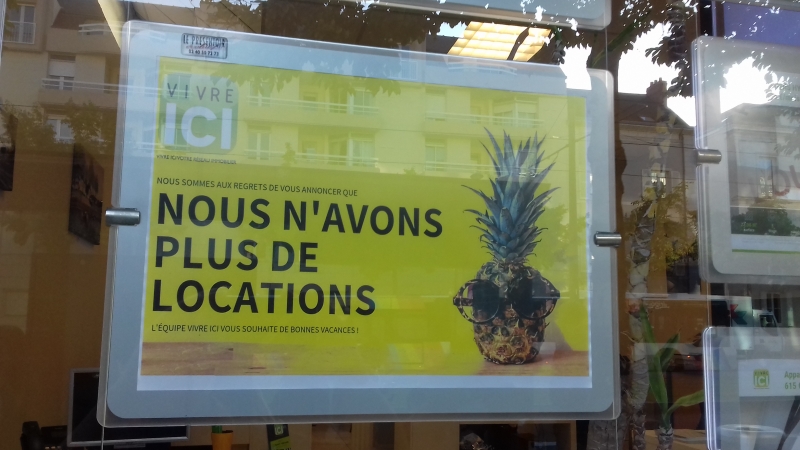 VIVRE
ICI
NOUS SOMMES AUX REGRETS DE VOUS ANNONCER QUE
NOUS N'AVONS
PLUS DE
LOCATIONS
L'ÉQUIPE VIVRE ICI VOUS SOUHAITE DE BONNES VACANCES !
ICI